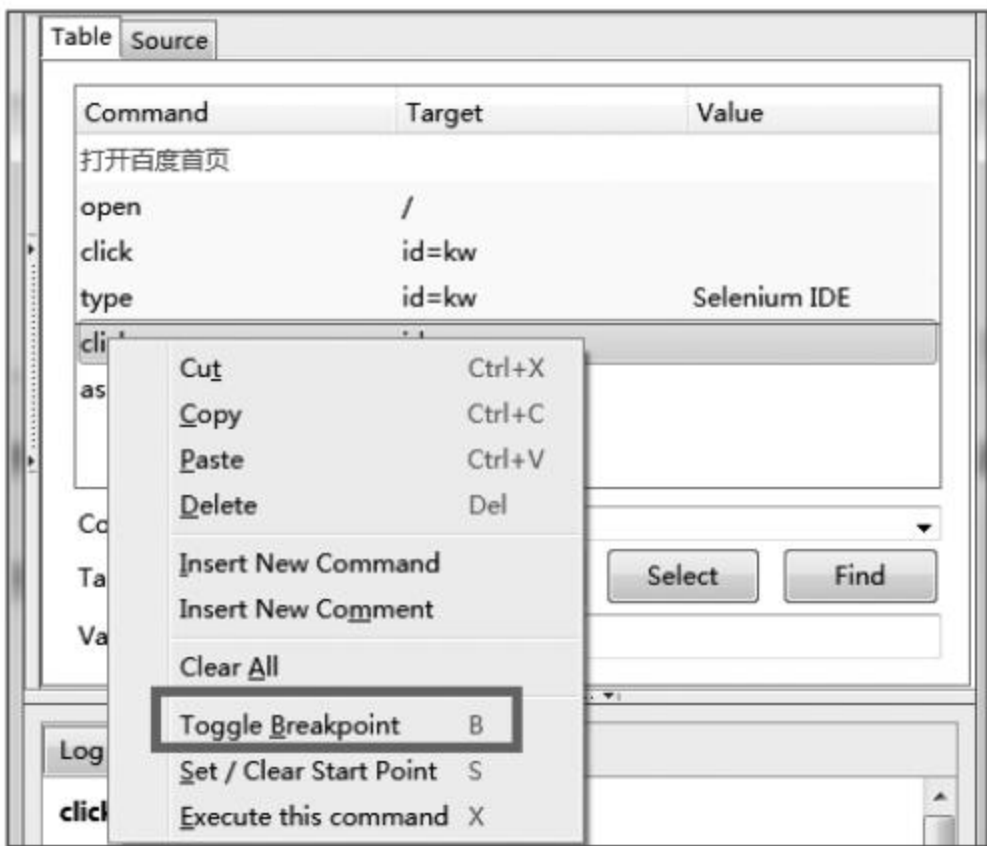 Table Source
Command Target Value
打开百度首页
open /
click id=kw
type id=kw Selenium IDE
Cut Ctrl+X
Copy Ctrl+C
Paste Ctrl+V
Delete Del
Insert New Command
Select Find
Insert New Comment
Clear All
Toggle Breakpoint B
Log
Set / Clear Start Point S
Execute this command X